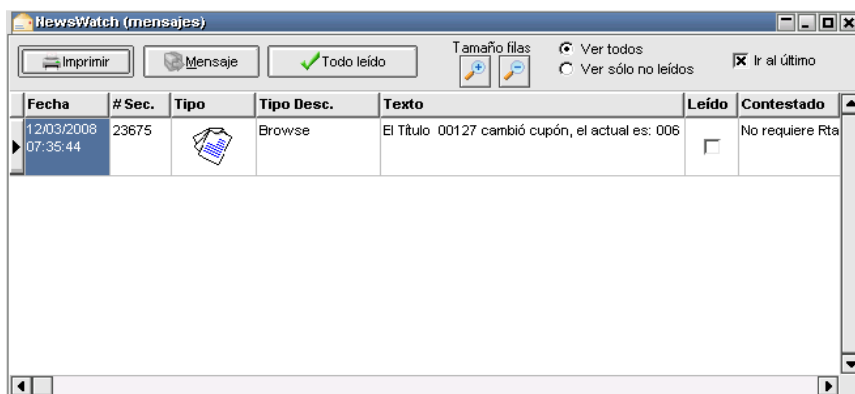 NewsWatch (mensajes)
Imprimir
Mensaje
Todo leído
Tamaño filas
Ver todos
Ver sólo no leídos
Ir al último
Fecha # Sec. Tipo Tipo Desc. Texto Leído Contestado
12/03/2008 23675 Browse El Título 00127 cambió cupón, el actual es: 006 No requiere Rta
07:35:44